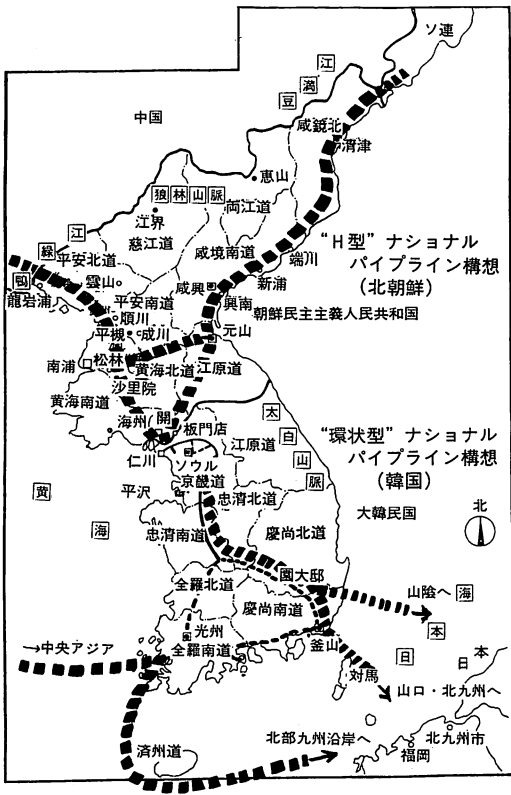 ソ連
江
満
豆
中国
咸鏡北
清津
恵山
狼林山脈
両江道
江界
慈江道
江
緑
鴨
平安北道
雲山
咸境南道
端川
"H型"ナショナル
パイプライン構想
(北朝鮮)
朝鮮民主主義人民共和国
龍岩浦
平安南道
咸興
新浦
興南
順川
平槻
成川
元山
南浦
松林
黄海北道
江原道
沙里院
黄海南道
海州
開
板門店
仁川
ソウル
京畿道
江原道
太
白
山
脈
"環状型"ナショナル
パイプライン構想
(韓国)
大韓民国
北
黄
海
平沢
忠清北道
忠清南道
慶尚北道
園大邸
全羅北道
慶尚南道
光州
全羅南道
釜山
山陰へ
海
本
日
日本
→中央アジア
対馬
山口・北九州へ
北部九州沿岸へ
北九州市
福岡
済州道